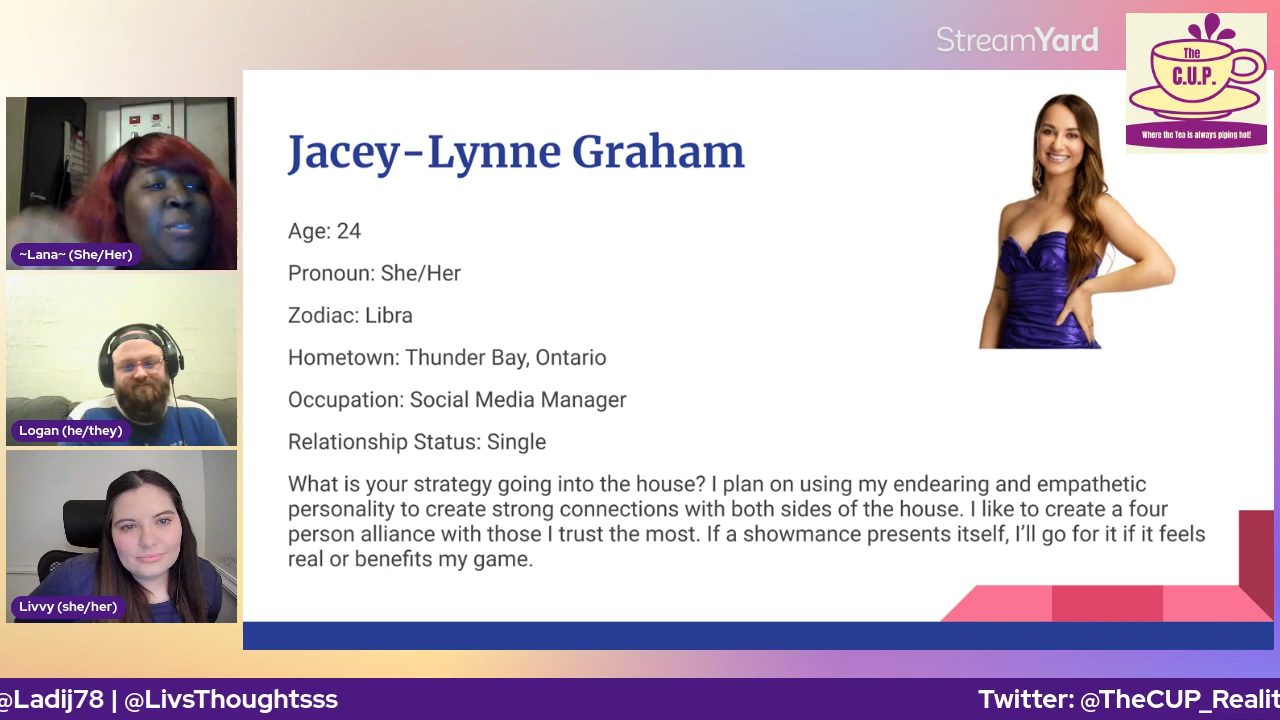 StreamYard
The
C.U.P.
Where the Tea is always piping hot!
Jacey-Lynne Graham
Age: 24
Pronoun: She/Her
Zodiac: Libra
Hometown: Thunder Bay, Ontario
Occupation: Social Media Manager
Relationship Status: Single
What is your strategy going into the house? I plan on using my endearing and empathetic
personality to create strong connections with both sides of the house. I like to create a four
person alliance with those I trust the most. If a showmance presents itself, I’ll go for it if it feels
real or benefits my game.
~Lana~ (She/Her)
Logan (he/they)
Livvy (she/her)
@Ladij78 | @LivsThoughtsss
Twitter: @TheCUP_Realit